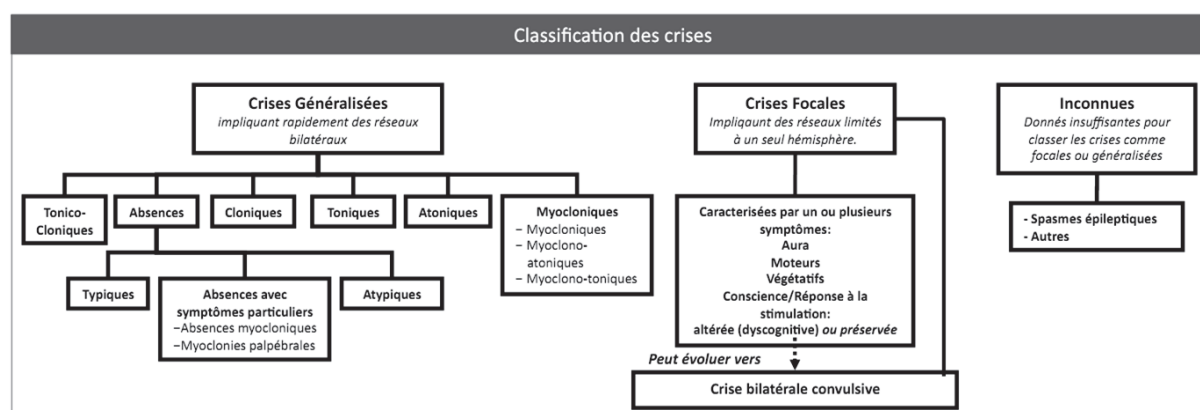 Classification des crises
Crises Généralisées
impliquant rapidement des réseaux
bilatéraux
Tonico-
Cloniques
Absences
Cloniques
Toniques
Atoniques
Myocloniques
– Myocloniques
– Myoclono-
atoniques
– Myoclono-toniques
Typiques
Absences avec
symptômes particuliers
–Absences myocloniques
–Myoclonies palpébrales
Atypiques
Crises Focales
Impliqaunt des réseaux limités
à un seul hémisphère.
Caracterisées par un ou plusieurs
symptômes:
Aura
Moteurs
Végétatifs
Conscience/Réponse à la
stimulation:
altérée (dyscognitive) ou préservée
Peut évoluer vers
Crise bilatérale convulsive
Inconnues
Donnés insuffisantes pour
classer les crises comme
focales ou généralisées
- Spasmes épileptiques
- Autres